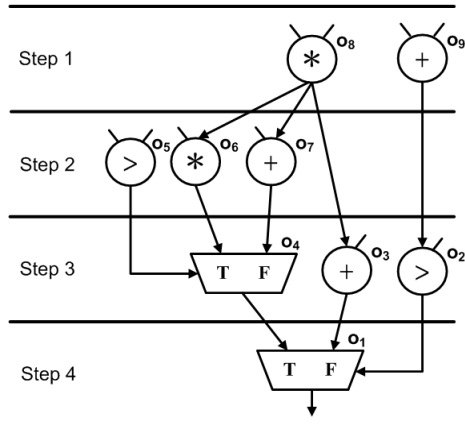 Step 1
*
o8
+
o9
Step 2
>
o5
*
o6
+
o7
Step 3
T F
o4
+
o3
>
o2
Step 4
T F
o1